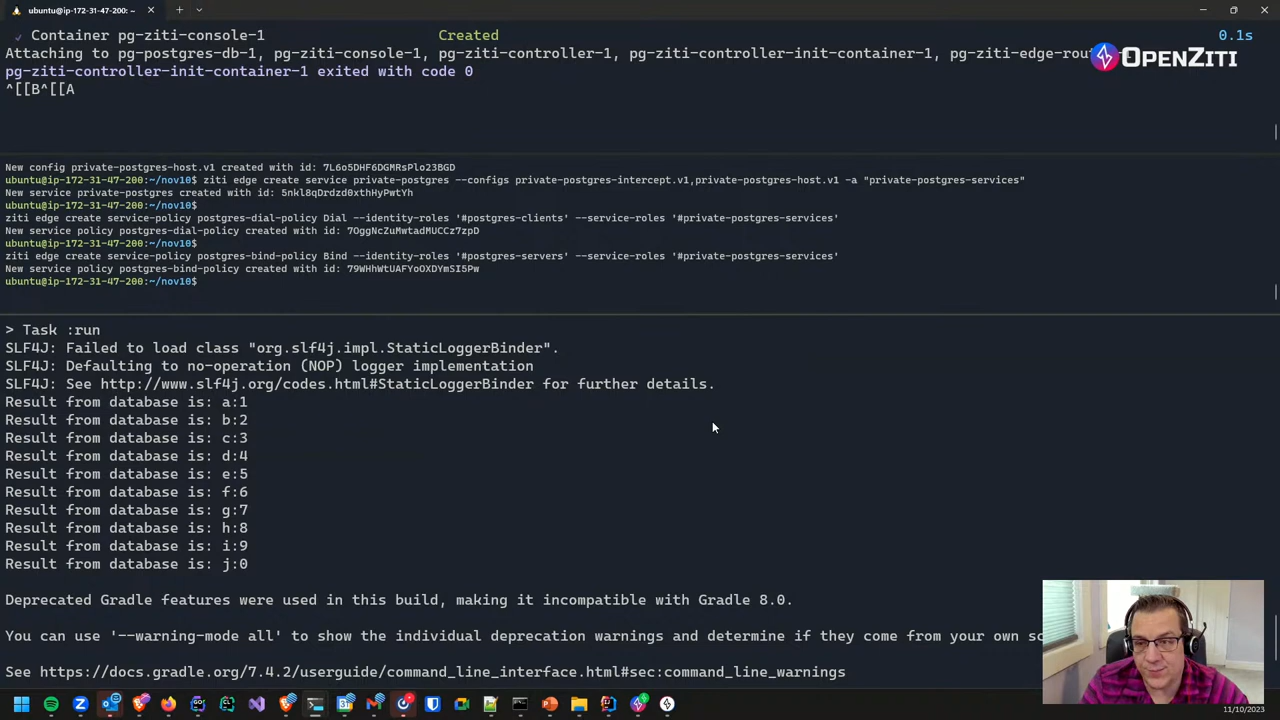 ubuntu@ip-172-31-47-200: ~
✓ Container pg-ziti-console-1 Created 0.1s
Attaching to pg-postgres-db-1, pg-ziti-console-1, pg-ziti-controller-1, pg-ziti-controller-init-container-1, pg-ziti-edge-rou
OPENZITI
pg-ziti-controller-init-container-1 exited with code 0
^[[B^[[A
New config private-postgres-host.v1 created with id: 7L6o5DHF6DGMRsPlo23BGD
ubuntu@ip-172-31-47-200:~/nov10$ ziti edge create service private-postgres --configs private-postgres-intercept.v1,private-postgres-host.v1 -a "private-postgres-services"
New service private-postgres created with id: 5nkl8qDrdzd0xthHyPwtYh
ubuntu@ip-172-31-47-200:~/nov10$
ziti edge create service-policy postgres-dial-policy Dial --identity-roles '#postgres-clients' --service-roles '#private-postgres-services'
New service policy postgres-dial-policy created with id: 7OggNcZuMwtadMUCCz7zpD
ubuntu@ip-172-31-47-200:~/nov10$
ziti edge create service-policy postgres-bind-policy Bind --identity-roles '#postgres-servers' --service-roles '#private-postgres-services'
New service policy postgres-bind-policy created with id: 79WHhWtUAFYoOXDYmSI5Pw
ubuntu@ip-172-31-47-200:~/nov10$
> Task :run
SLF4J: Failed to load class "org.slf4j.impl.StaticLoggerBinder".
SLF4J: Defaulting to no-operation (NOP) logger implementation
SLF4J: See http://www.slf4j.org/codes.html#StaticLoggerBinder for further details.
Result from database is: a:1
Result from database is: b:2
Result from database is: c:3
Result from database is: d:4
Result from database is: e:5
Result from database is: f:6
Result from database is: g:7
Result from database is: h:8
Result from database is: i:9
Result from database is: j:0
Deprecated Gradle features were used in this build, making it incompatible with Gradle 8.0.
You can use '--warning-mode all' to show the individual deprecation warnings and determine if they come from your own sc
See https://docs.gradle.org/7.4.2/userguide/command_line_interface.html#sec:command_line_warnings
11/10/2023